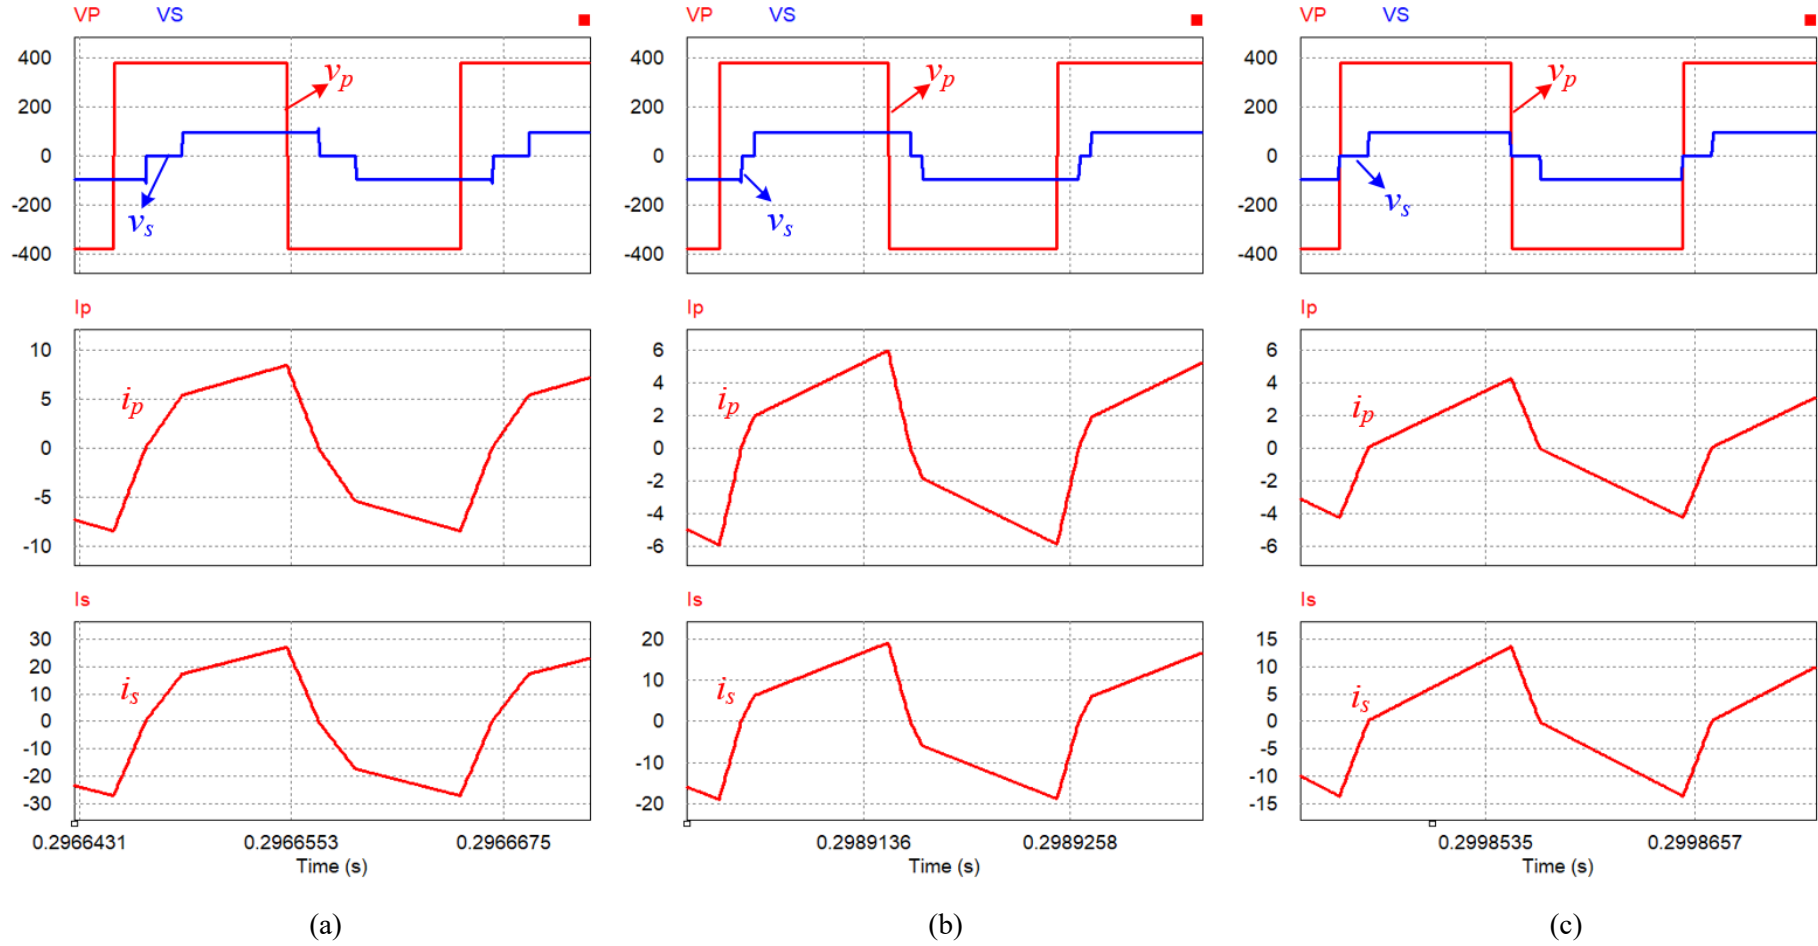 VP VS
400
200
0
-200
-400
vp
vs
Ip
10
5
0
-5
-10
ip
Is
30
20
10
0
-10
-20
-30
is
0.2966431 0.2966553 0.2966675
Time (s)
(a)
VP VS
400
200
0
-200
-400
vp
vs
Ip
6
4
2
0
-2
-4
-6
ip
Is
20
10
0
-10
-20
is
0.2989136 0.2989258
Time (s)
(b)
VP VS
400
200
0
-200
-400
vp
vs
Ip
6
4
2
0
-2
-4
-6
ip
Is
15
10
5
0
-5
-10
-15
is
0.2998535 0.2998657
Time (s)
(c)